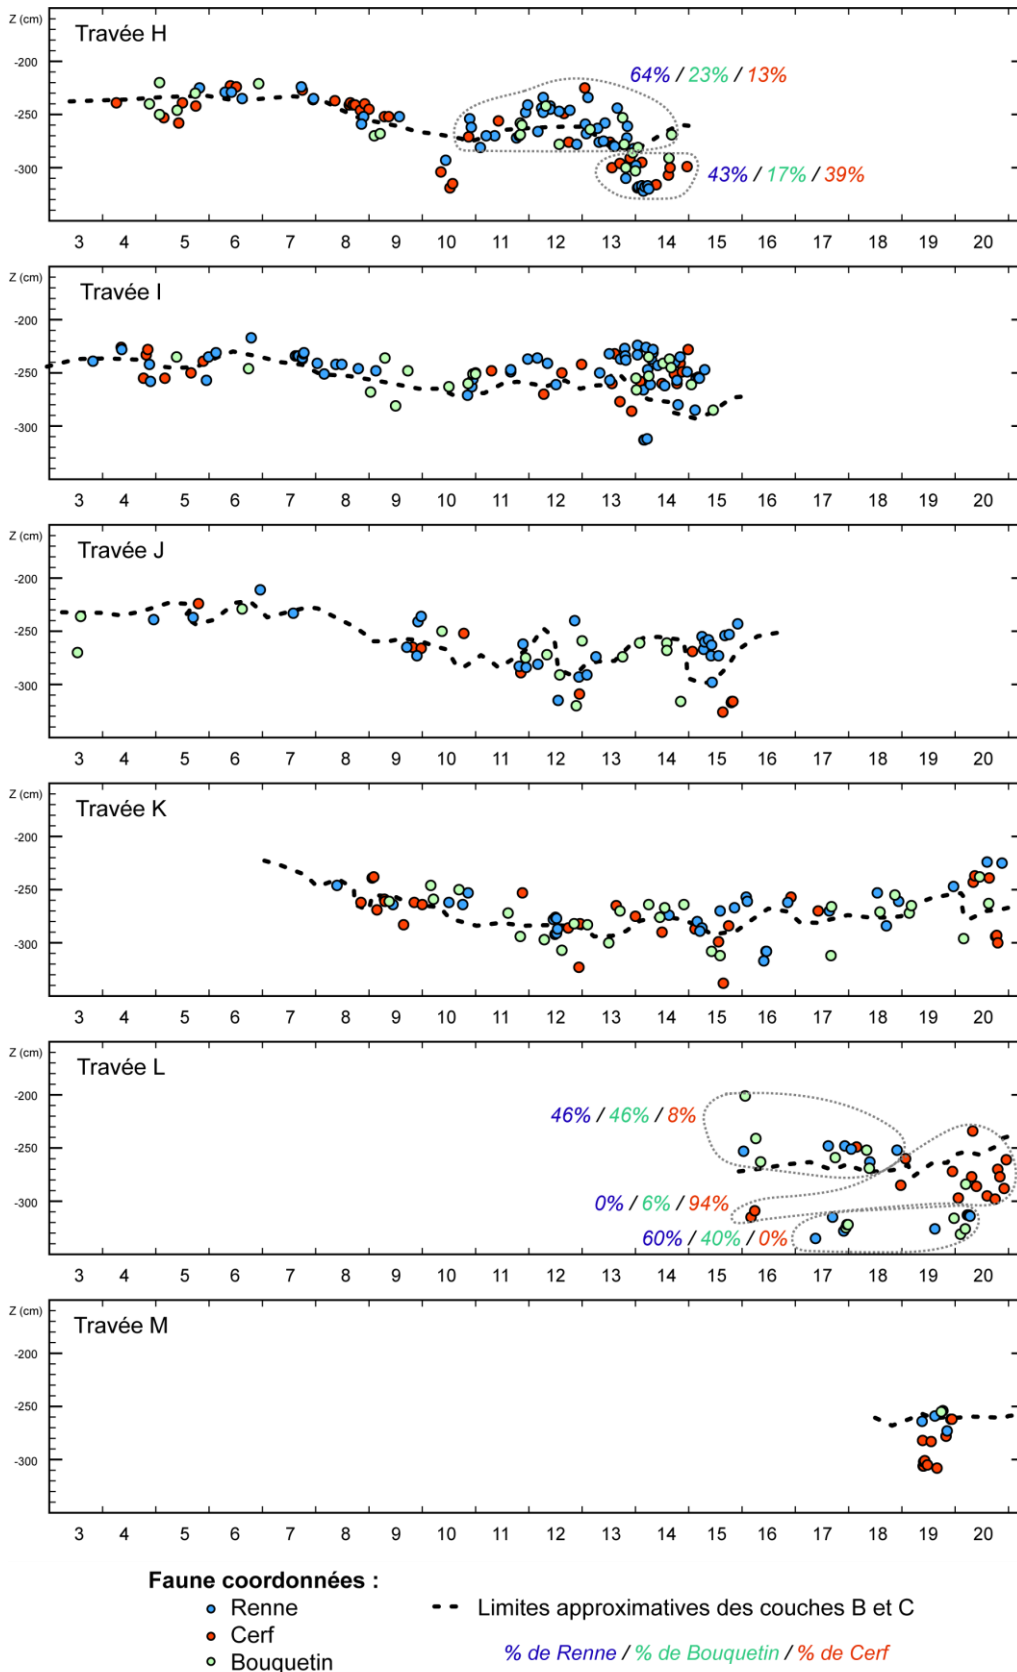 Z (cm)
Travée H
-200
-250
-300
64% / 23% / 13%
43% / 17% / 39%
3 4 5 6 7 8 9 10 11 12 13 14 15 16 17 18 19 20
Z (cm)
Travée I
-200
-250
-300
3 4 5 6 7 8 9 10 11 12 13 14 15 16 17 18 19 20
Z (cm)
Travée J
-200
-250
-300
3 4 5 6 7 8 9 10 11 12 13 14 15 16 17 18 19 20
Z (cm)
Travée K
-200
-250
-300
3 4 5 6 7 8 9 10 11 12 13 14 15 16 17 18 19 20
Z (cm)
Travée L
-200
-250
-300
46% / 46% / 8%
0% / 6% / 94%
60% / 40% / 0%
3 4 5 6 7 8 9 10 11 12 13 14 15 16 17 18 19 20
Z (cm)
Travée M
-200
-250
-300
3 4 5 6 7 8 9 10 11 12 13 14 15 16 17 18 19 20
Faune coordonnées :
Renne
Cerf
Bouquetin
Limites approximatives des couches B et C
% de Renne / % de Bouquetin / % de Cerf